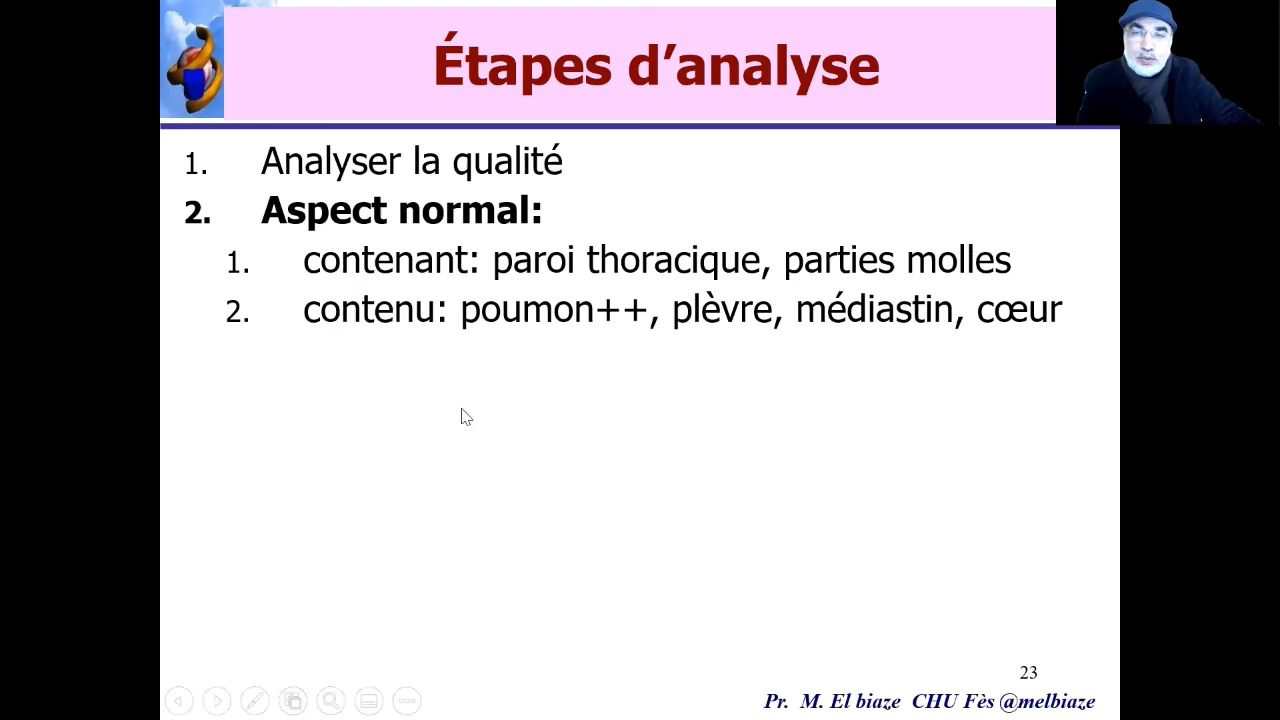 Étapes d’analyse
1. Analyser la qualité
2. Aspect normal:
1. contenant: paroi thoracique, parties molles
2. contenu: poumon++, plèvre, médiastin, cœur
23
Pr. M. El biaze CHU Fès @melbiaze